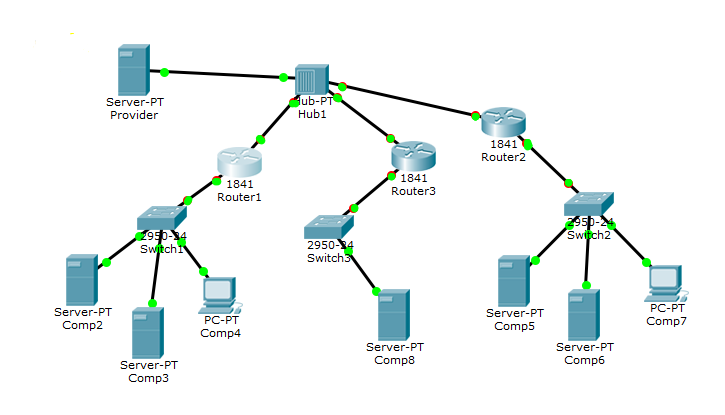 Server-PT
Provider
Hub-PT
Hub1
1841
Router2
1841
Router1
1841
Router3
2950-24
Switch1
2950-24
Switch3
2950-24
Switch2
Server-PT
Comp2
Server-PT
Comp3
PC-PT
Comp4
Server-PT
Comp8
Server-PT
Comp5
Server-PT
Comp6
PC-PT
Comp7